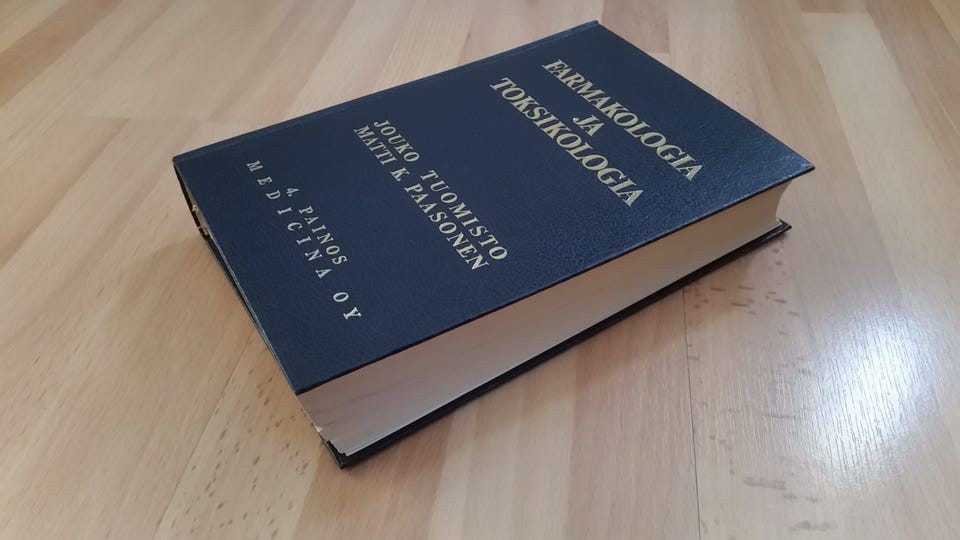 FARMAKOLOGIA
JA
TOKSIKOLOGIA
JOUKO TUOMISTO
MATTI K. PAASONEN
4. PAINOS
MEDICINA OY